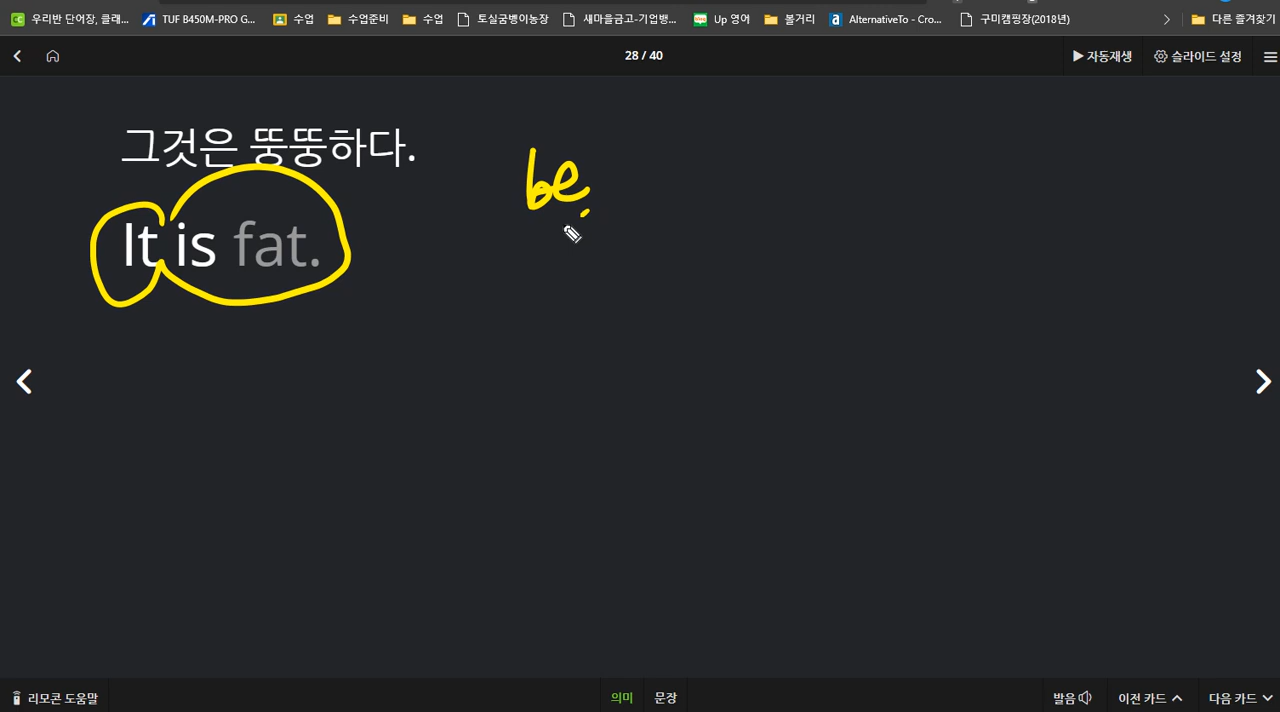 우리반 단어장, 클래... TUF B450M-PRO G... 수업 수업준비 수업 토실굼벵이농장 새마을금고-기업뱅... Up 영어 볼거리 AlternativeTo - Cro... 구미캠핑장(2018년) 다른 즐겨찾기
28 / 40 자동재생 슬라이드 설정
그것은 뚱뚱하다.
be.
It is fat.
리모콘 도움말 의미 문장 발음 이전 카드 다음 카드